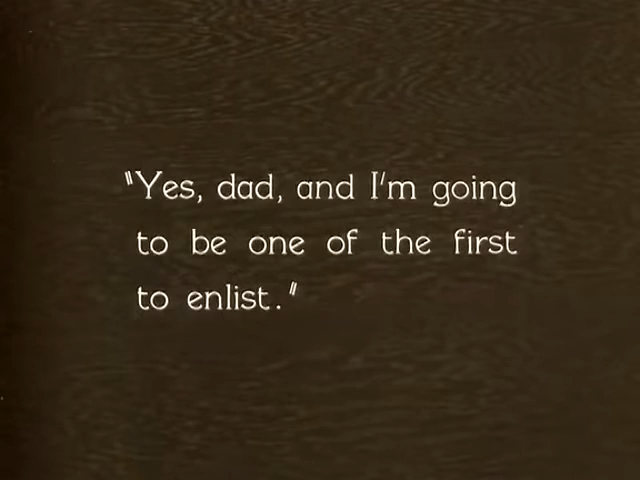 "Yes, dad, and I'm going
to be one of the first
to enlist."